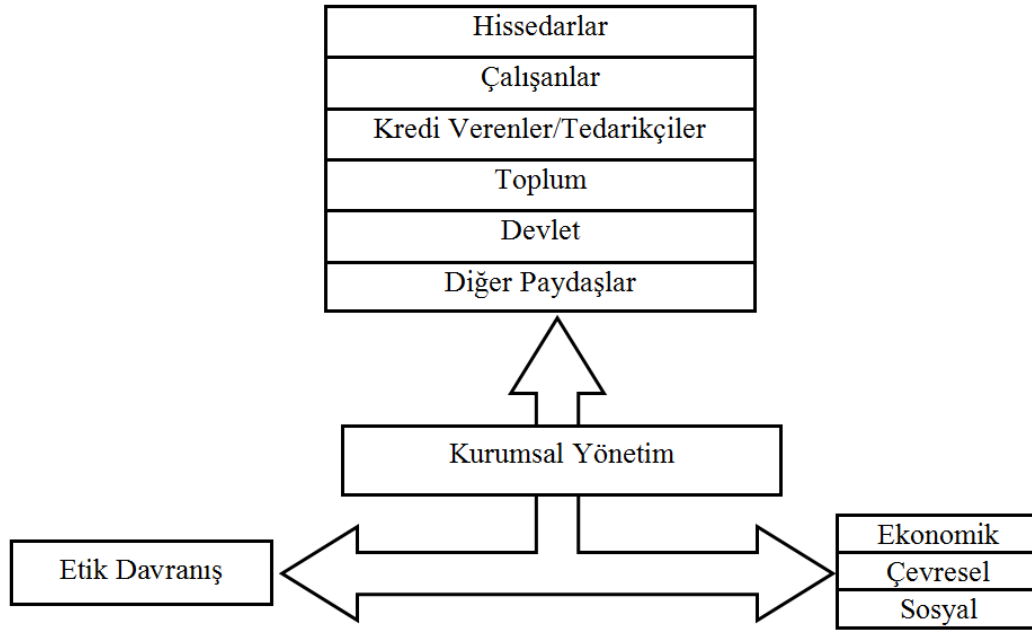 Hissedarlar
Çalışanlar
Kredi Verenler/Tedarikçiler
Toplum
Devlet
Diğer Paydaşlar
Kurumsal Yönetim
Etik Davranış
Ekonomik
Çevresel
Sosyal